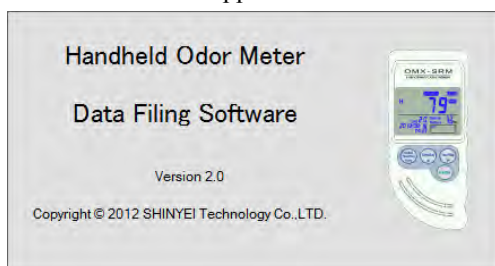 Handheld Odor Meter
OMX-SRM
79
Data Filing Software
Version 2.0
Copyright © 2012 SHINYEI Technology Co.,LTD.